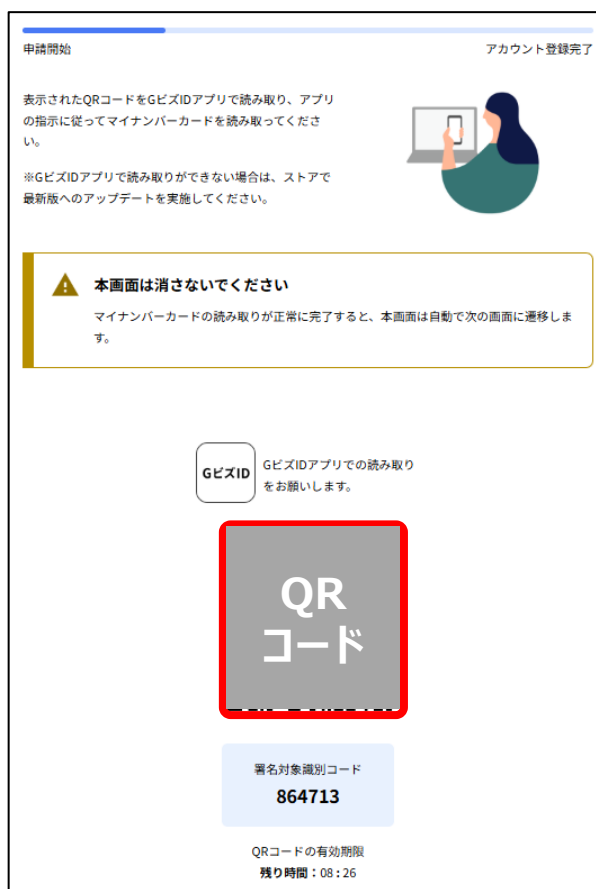 申請開始
アカウント登録完了
表示されたQRコードをGビズIDアプリで読み取り、アプリ
の指示に従ってマイナンバーカードを読み取ってくださ
い。
※GビズIDアプリで読み取りができない場合は、ストアで
最新版へのアップデートを実施してください。
本画面は消さないでください
マイナンバーカードの読み取りが正常に完了すると、本画面は自動で次の画面に遷移しま
す。
GビズID
GビズIDアプリでの読み取り
をお願いします。
QR
コード
署名対象識別コード
864713
QRコードの有効期限
残り時間：08：26